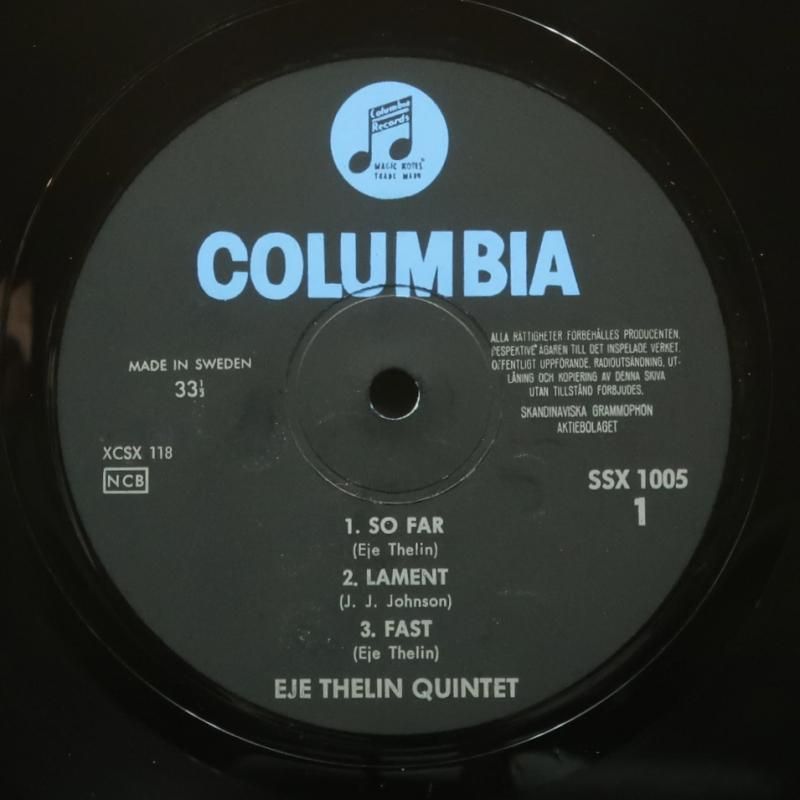 Columbia
Records
MAGIC NOTES
TRADE MARK
COLUMBIA
MADE IN SWEDEN
33⅓
XCSX 118
NCB
ALLA RÄTTIGHETER FÖRBEHÅLLES PRODUCENTEN,
RESPEKTIVE ÄGAREN TILL DET INSPELADE VERKET.
OFFENTLIGT UPPFÖRANDE, RADIOUTSÄNDNING, UT-
LÅNING OCH KOPIERING AV DENNA SKIVA
UTAN TILLSTÅND FÖRBJUDES.
SKANDINAVISKA GRAMMOPHON
AKTIEBOLAGET
SSX 1005
1
1. SO FAR
(Eje Thelin)
2. LAMENT
(J. J. Johnson)
3. FAST
(Eje Thelin)
EJE THELIN QUINTET